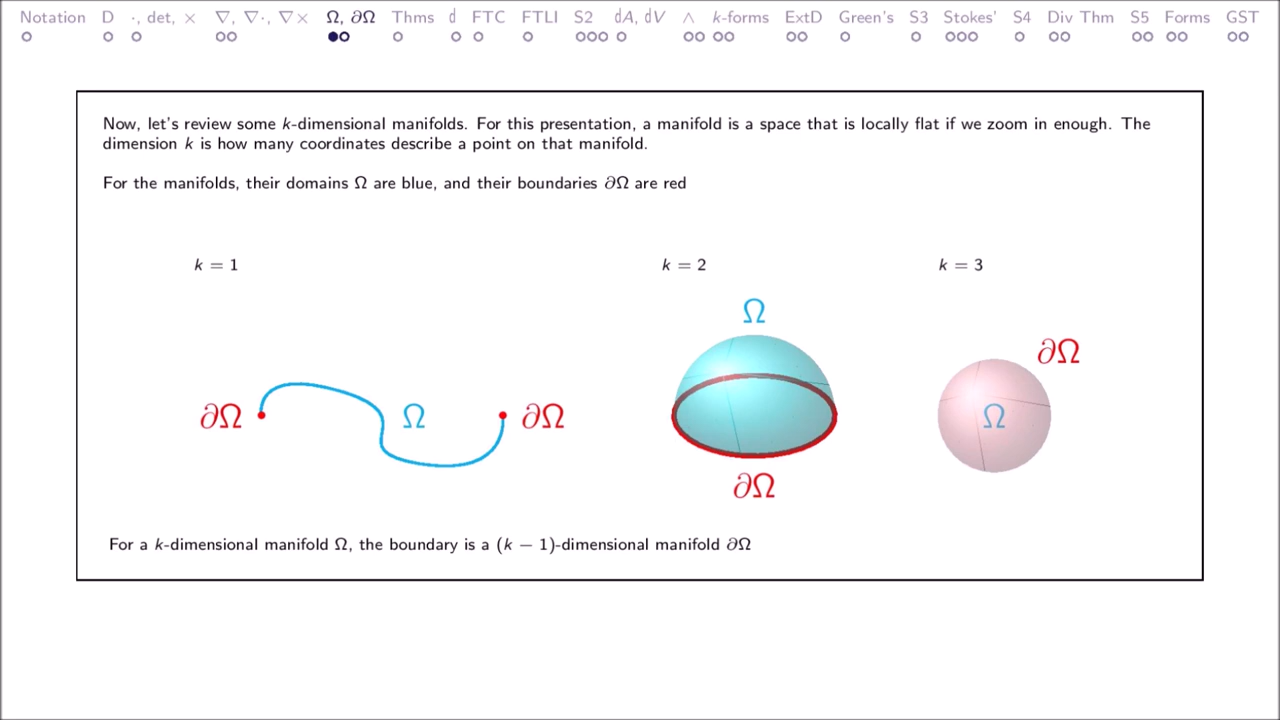 Notation D ·, det, × ∇, ∇·, ∇× Ω, ∂Ω Thms d FTC FTLI S2 dA, dV ∧ k-forms ExtD Green's S3 Stokes' S4 Div Thm S5 Forms GST
Now, let's review some k-dimensional manifolds. For this presentation, a manifold is a space that is locally flat if we zoom in enough. The
dimension k is how many coordinates describe a point on that manifold.
For the manifolds, their domains Ω are blue, and their boundaries ∂Ω are red
k = 1
k = 2
k = 3
Ω
∂Ω
∂Ω
Ω
∂Ω
Ω
∂Ω
For a k-dimensional manifold Ω, the boundary is a (k − 1)-dimensional manifold ∂Ω